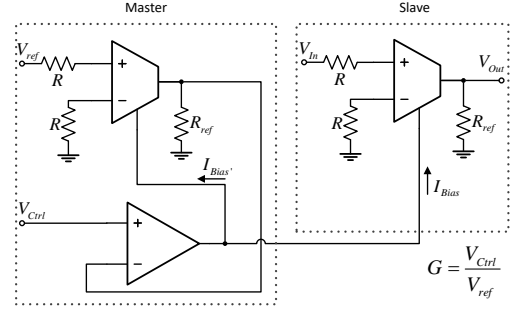 Master
Slave
V_ref
R
+
−
R
R_ref
I_Bias'
V_Ctrl
+
−
V_In
R
+
−
R
V_Out
R_ref
I_Bias
G = V_Ctrl / V_ref